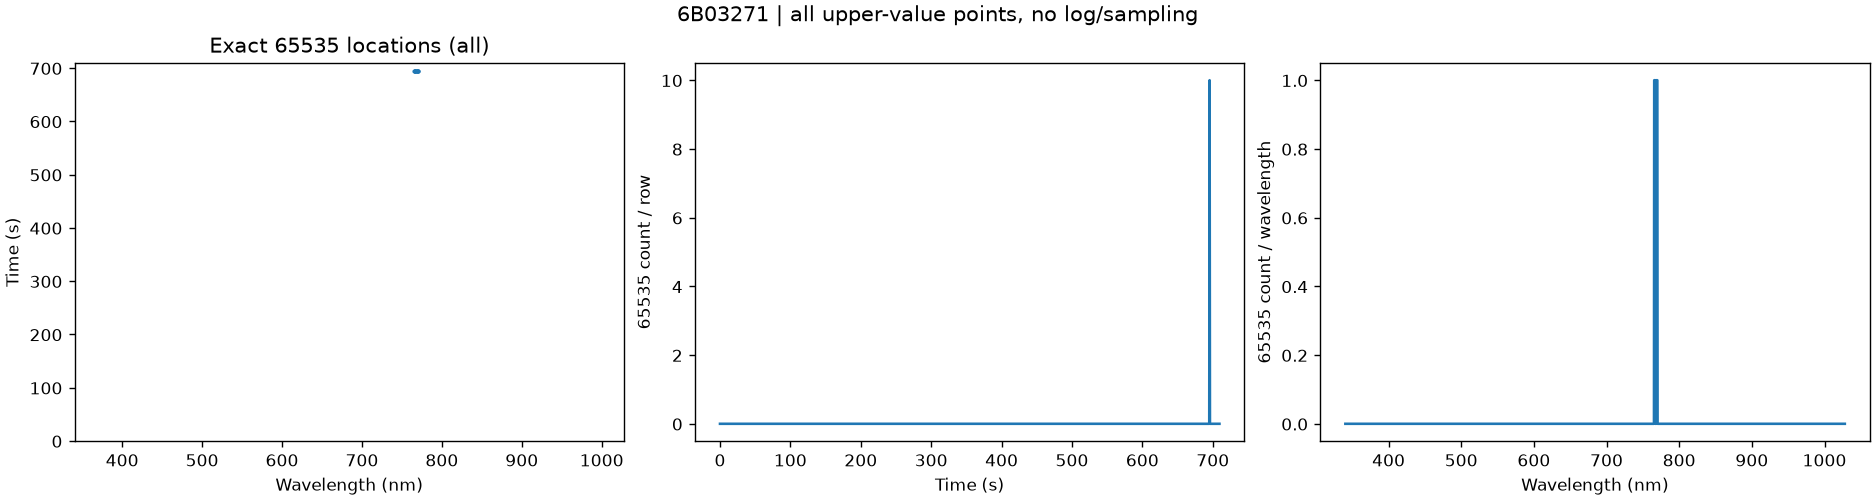 6B03271 | all upper-value points, no log/sampling
Exact 65535 locations (all)
Time (s)
700
600
500
400
300
200
100
0
400 500 600 700 800 900 1000
Wavelength (nm)
65535 count / row
10
8
6
4
2
0
0 100 200 300 400 500 600 700
Time (s)
65535 count / wavelength
1.0
0.8
0.6
0.4
0.2
0.0
400 500 600 700 800 900 1000
Wavelength (nm)